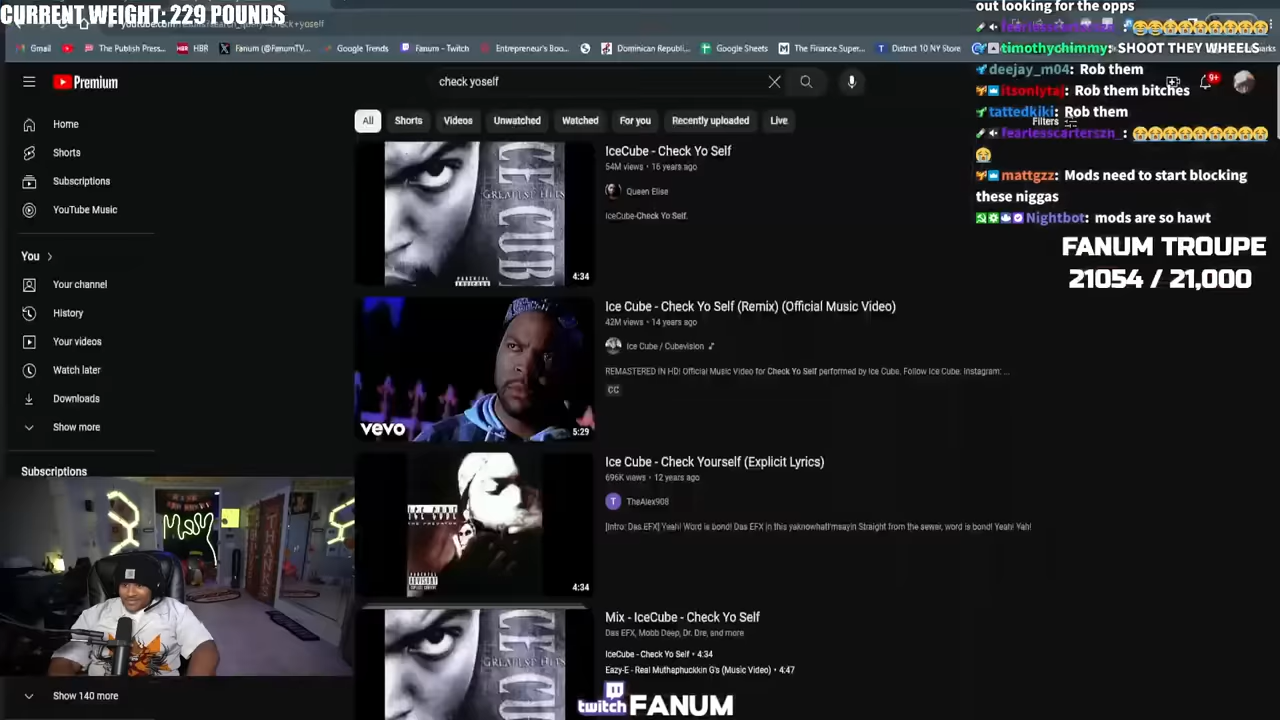 CURRENT WEIGHT: 229 POUNDS
Gmail
The Publish Press...
HBR
Fanum (@FanumTV...
Google Trends
Fanum - Twitch
Entrepreneur's Boo...
Dominican Republi...
Google Sheets
The Finance Super...
District 10 NY Store
Premium
check yoself
9+
All
Shorts
Videos
Unwatched
Watched
For you
Recently uploaded
Live
Filters
Home
Shorts
Subscriptions
YouTube Music
You
Your channel
History
Your videos
Watch later
Downloads
Show more
Subscriptions
Show 140 more
GREATEST HITS
4:34
IceCube - Check Yo Self
54M views • 16 years ago
Queen Elise
IceCube-Check Yo Self.
vevo
5:29
Ice Cube - Check Yo Self (Remix) (Official Music Video)
42M views • 14 years ago
Ice Cube / Cubevision
REMASTERED IN HD! Official Music Video for Check Yo Self performed by Ice Cube. Follow Ice Cube. Instagram: ...
CC
4:34
Ice Cube - Check Yourself (Explicit Lyrics)
696K views • 12 years ago
T
TheAlex908
[Intro: Das EFX] Yeah! Word is bond! Das EFX in this yaknowhat'msayin Straight from the sewer, word is bond! Yeah! Yah!
GREATEST HITS
Mix - IceCube - Check Yo Self
Das EFX, Mobb Deep, Dr. Dre, and more
IceCube - Check Yo Self • 4:34
Eazy-E - Real Muthaphuckkin G's (Music Video) • 4:47
out looking for the opps
timothychimmy: SHOOT THEY WHEELS
deejay_m04: Rob them
itsonlytaj: Rob them bitches
tattedkiki: Rob them
fearlesscarterszn_:
mattgzz: Mods need to start blocking
these niggas
Nightbot: mods are so hawt
FANUM TROUPE
21054 / 21,000
THANKS
twitch FANUM